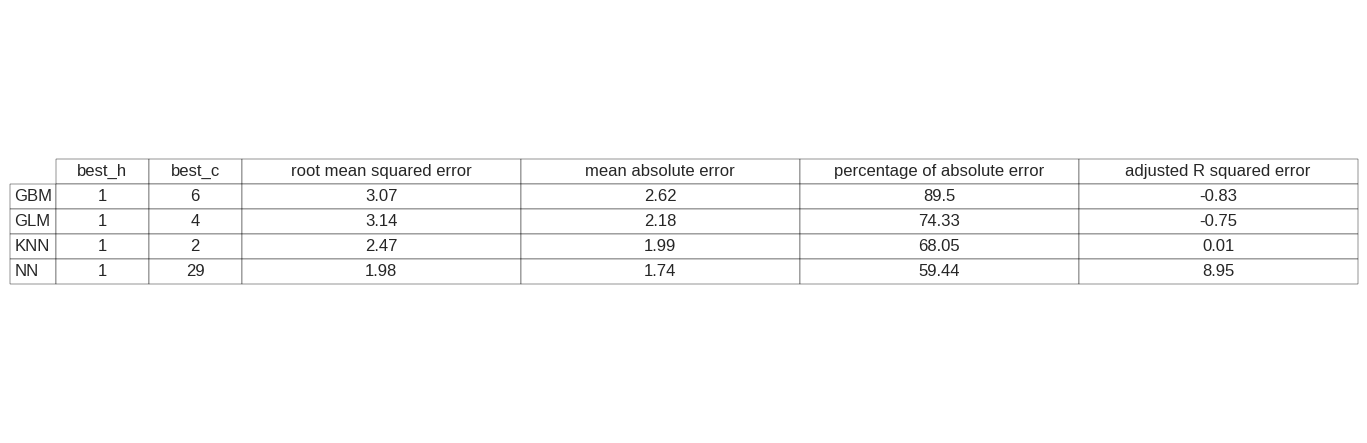 best_h best_c root mean squared error mean absolute error percentage of absolute error adjusted R squared error
GBM 1 6 3.07 2.62 89.5 -0.83
GLM 1 4 3.14 2.18 74.33 -0.75
KNN 1 2 2.47 1.99 68.05 0.01
NN 1 29 1.98 1.74 59.44 8.95